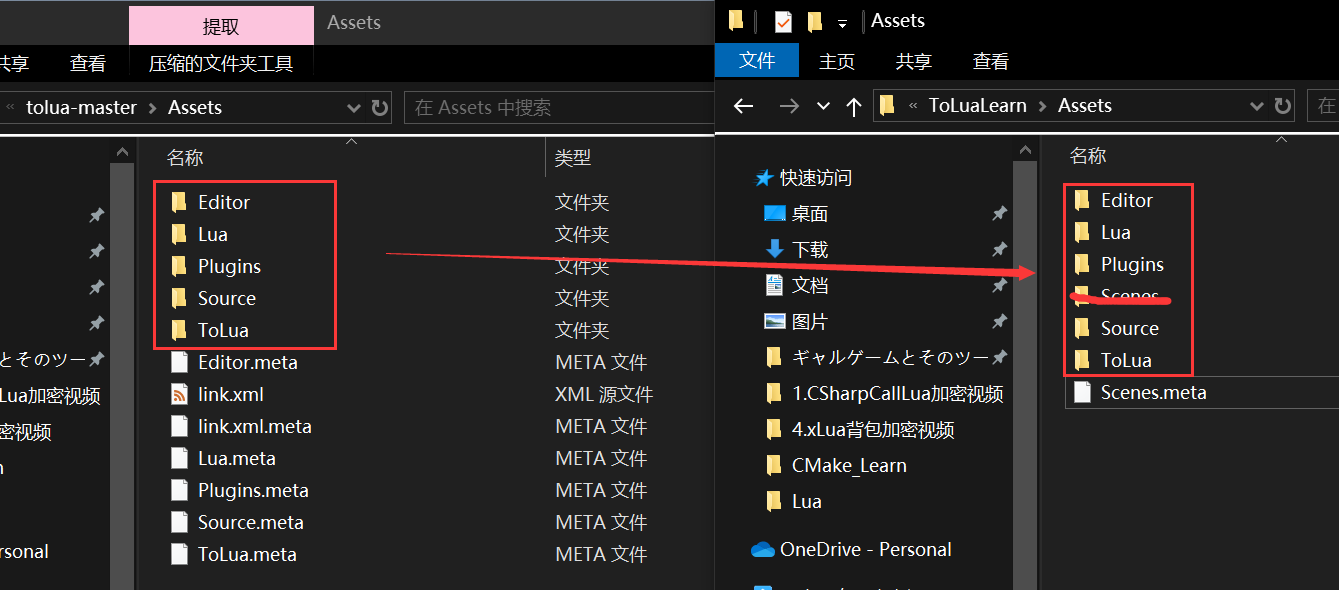 提取
Assets
共享
查看
压缩的文件夹工具
« tolua-master > Assets
在 Assets 中搜索
名称
类型
Editor 文件夹
Lua 文件夹
Plugins 文件夹
Source 文件夹
ToLua 文件夹
Editor.meta META 文件
link.xml XML 源文件
link.xml.meta META 文件
Lua.meta META 文件
Plugins.meta META 文件
Source.meta META 文件
ToLua.meta META 文件
とそのツー
Lua加密视频
密视频
rsonal
Assets
文件
主页
共享
查看
« ToLuaLearn > Assets
在
快速访问
桌面
下载
文档
图片
ギャルゲームとそのツー
1.CSharpCallLua加密视频
4.xLua背包加密视频
CMake_Learn
Lua
OneDrive - Personal
名称
Editor
Lua
Plugins
Scenes
Source
ToLua
Scenes.meta